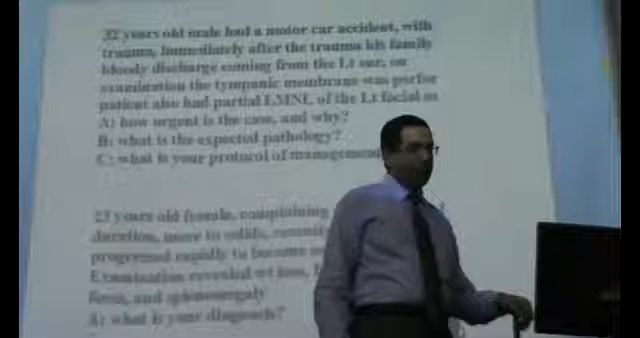 32 years old male had a motor car accident, with
trauma, immediately after the trauma his family
bloody discharge coming from the Lt ear, on
examination the tympanic membrane was perfor
patient also had partial LMNL of the Lt facial
A: how urgent is the case, and why?
B: what is the expected pathology?
C: what is your protocol of management
23 years old female, complaining
duration, more to solids,
progressed rapidly to become
Examination revealed wt loss,
and splenomegaly
A: what is your diagnosis?